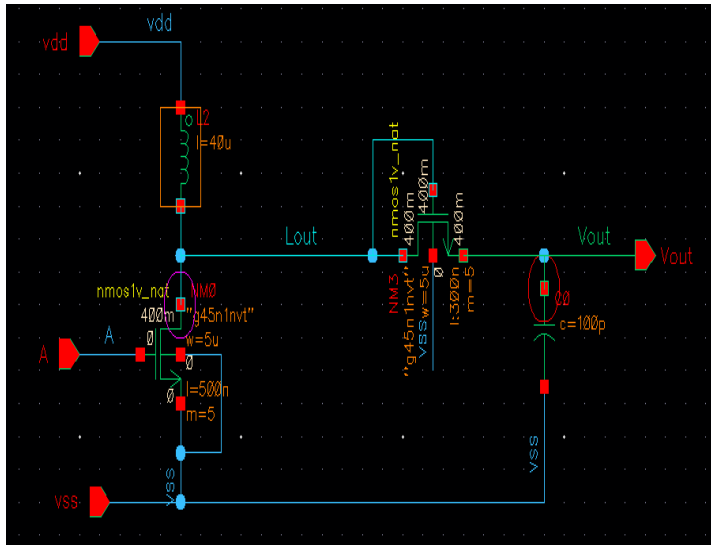 vdd
vdd
L2
l=40u
Lout
nmos1v_nat
400m
400m
400m
0
NM3
"g45n1nvt"
vss
w=5u
l:300n
m=5
Vout
Vout
C0
c=100p
nmos1v_nat
NM0
400m
"g45n1nvt"
0
w=5u
0
A
A
0
l=500n
m=5
vss
vss
vss